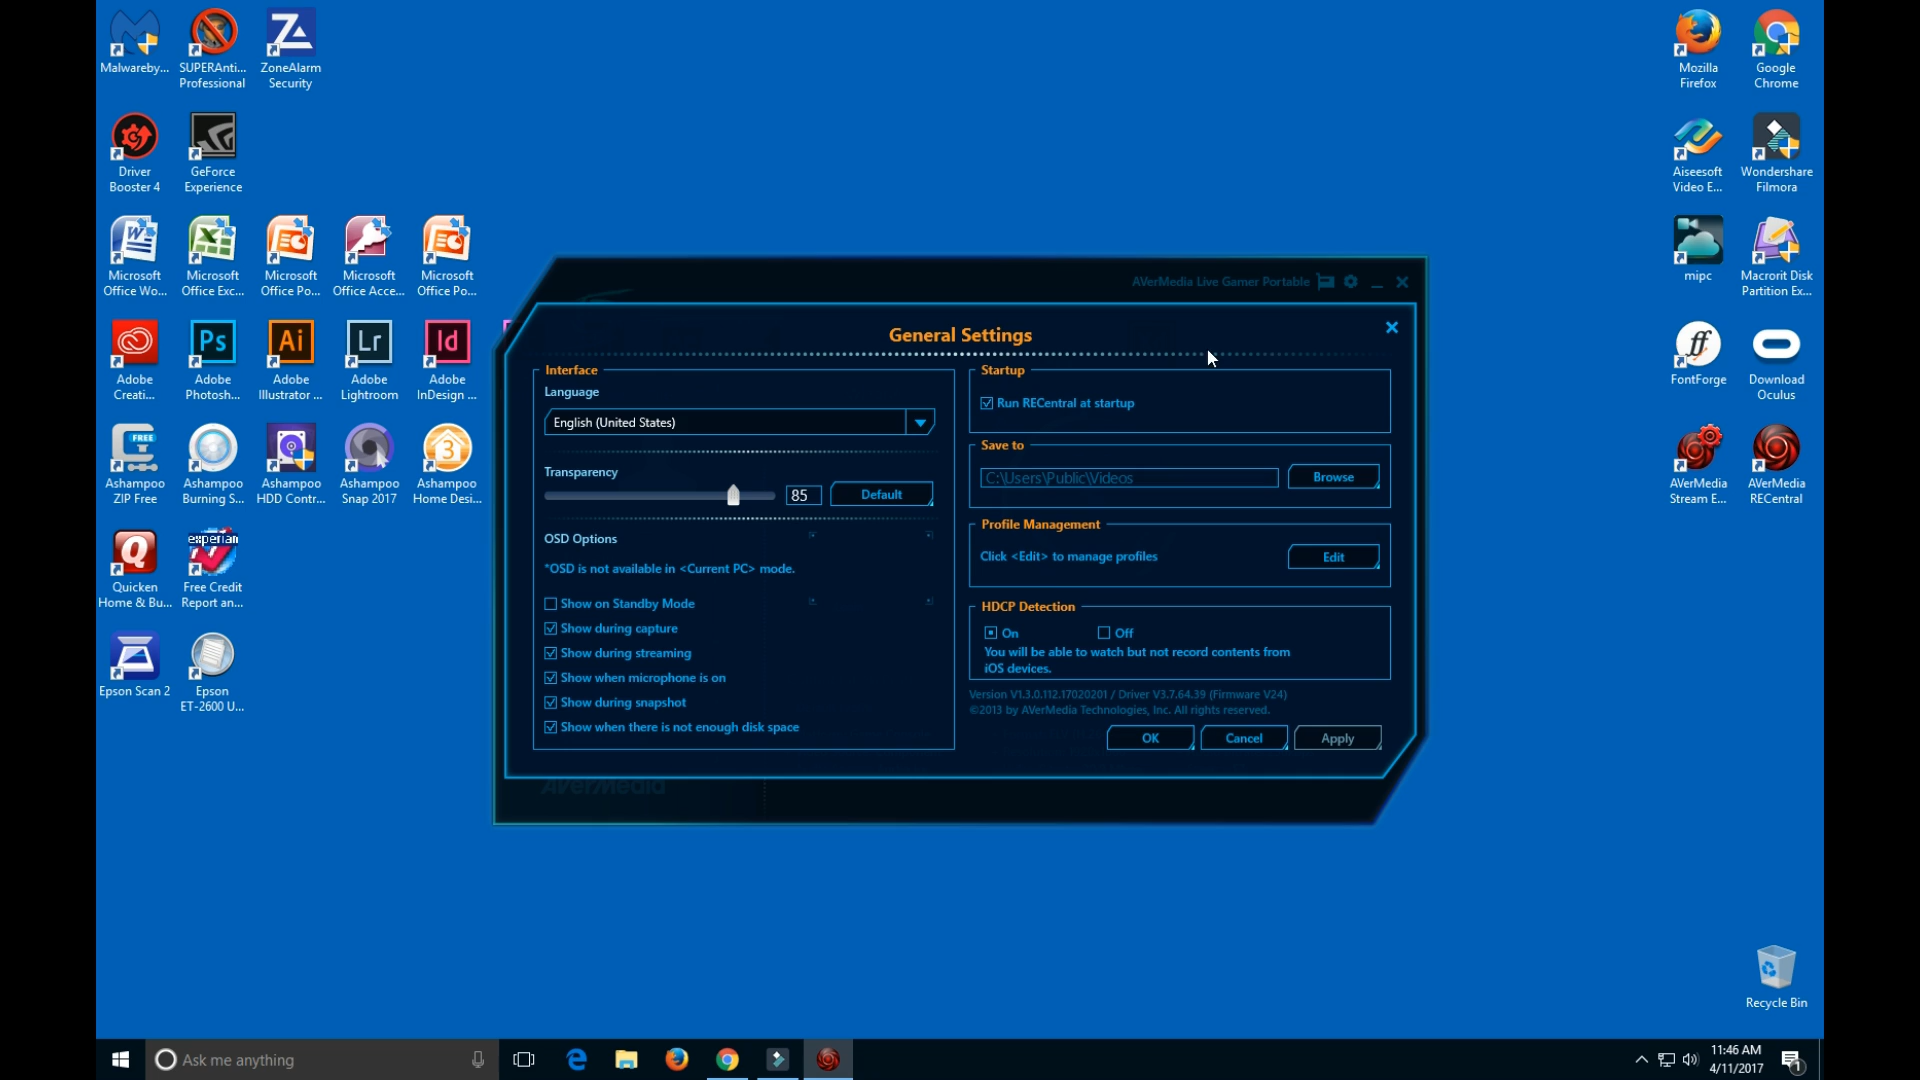 Malwareby...
SUPERAnti...
Professional
ZoneAlarm
Security
Mozilla
Firefox
Google
Chrome
Driver
Booster 4
GeForce
Experience
Aiseesoft
Video E...
Wondershare
Filmora
Microsoft
Office Wo...
Microsoft
Office Exc...
Microsoft
Office Po...
Microsoft
Office Acce...
Microsoft
Office Po...
mipc
Macrorit Disk
Partition Ex...
Adobe
Creati...
Ps
Adobe
Photosh...
Ai
Adobe
Illustrator ...
Lr
Adobe
Lightroom
Id
Adobe
InDesign ...
ff
FontForge
Download
Oculus
FREE
Ashampoo
ZIP Free
Ashampoo
Burning S...
Ashampoo
HDD Contr...
Ashampoo
Snap 2017
3
Ashampoo
Home Desi...
AVerMedia
Stream E...
AVerMedia
RECentral
Quicken
Home & Bu...
experian
Free Credit
Report an...
Epson Scan 2
Epson
ET-2600 U...
AVerMedia Live Gamer Portable
General Settings
Interface
Language
English (United States)
Transparency
85
Default
OSD Options
*OSD is not available in <Current PC> mode.
Show on Standby Mode
Show during capture
Show during streaming
Show when microphone is on
Show during snapshot
Show when there is not enough disk space
Startup
Run RECentral at startup
Save to
C:\Users\Public\Videos
Browse
Profile Management
Click <Edit> to manage profiles
Edit
HDCP Detection
On
Off
You will be able to watch but not record contents from
iOS devices.
Version V1.3.0.112.17020201 / Driver V3.7.64.39 (Firmware V24)
©2013 by AVerMedia Technologies, Inc. All rights reserved.
OK
Cancel
Apply
AVerMedia
Recycle Bin
Ask me anything
11:46 AM
4/11/2017
1